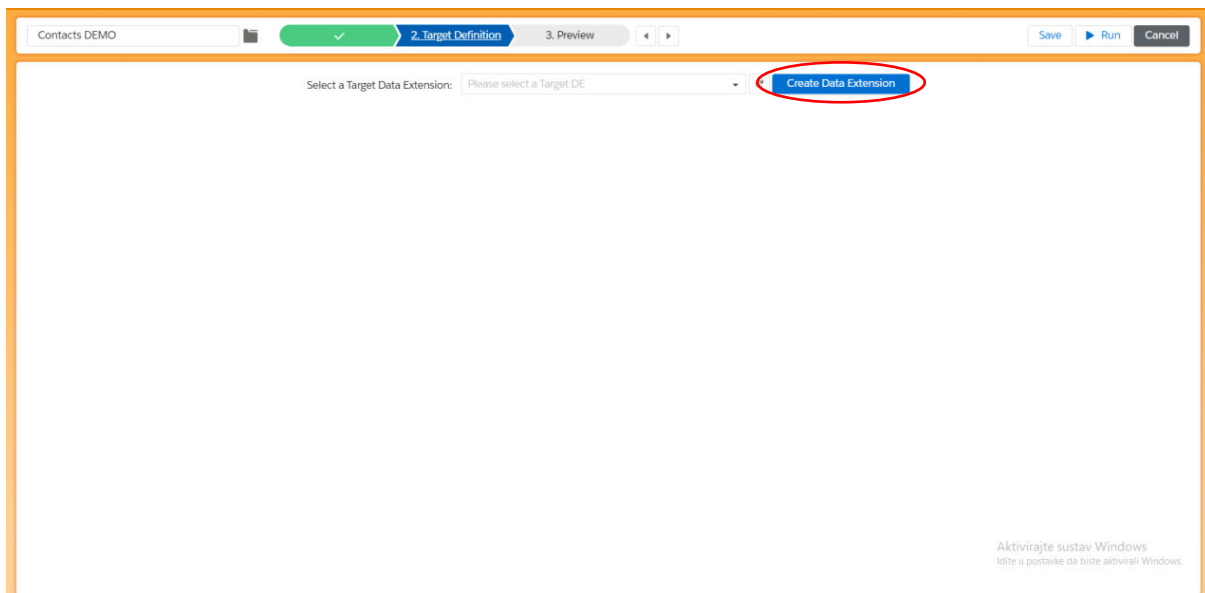 Contacts DEMO 2. Target Definition 3. Preview Save Run Cancel
Select a Target Data Extension: Please select a Target DE Create Data Extension
Aktivirajte sustav Windows
Idite u postavke da biste aktivirali Windows.